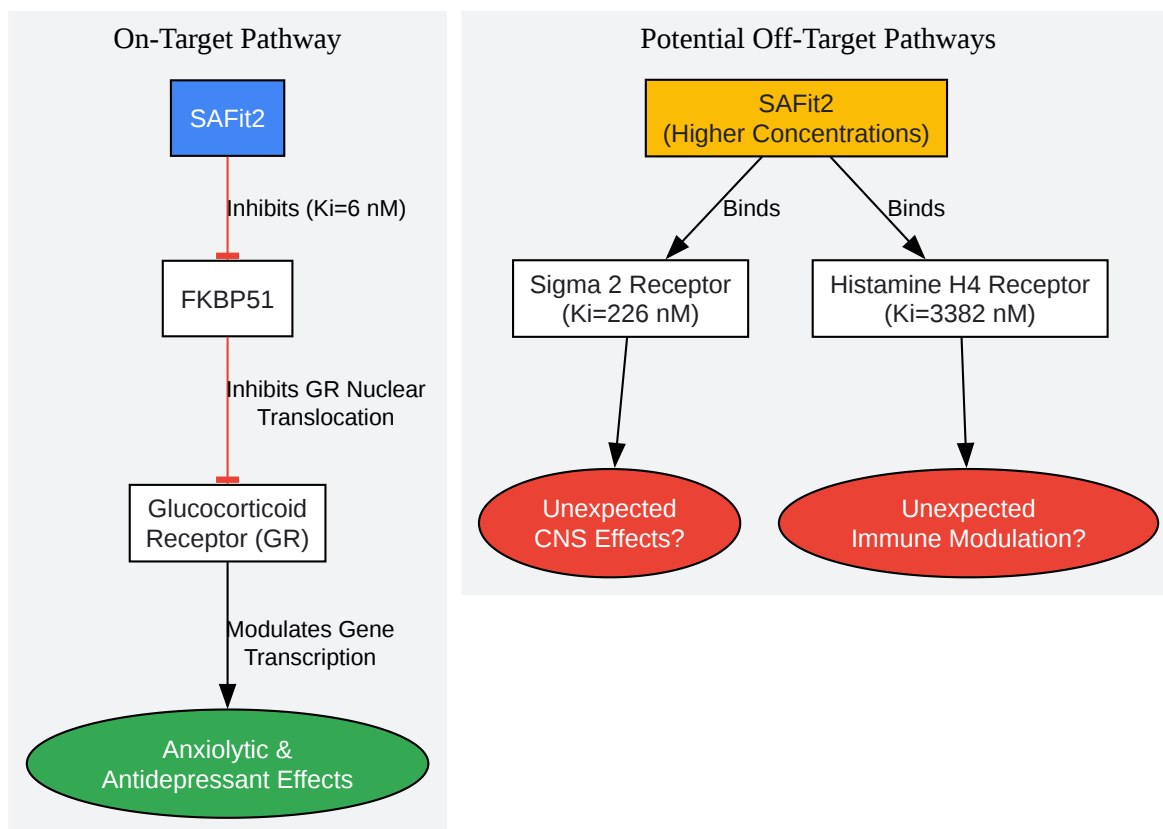 On-Target Pathway
SAFit2
Inhibits (Ki=6 nM)
FKBP51
Inhibits GR Nuclear
Translocation
Glucocorticoid
Receptor (GR)
Modulates Gene
Transcription
Anxiolytic &
Antidepressant Effects
Potential Off-Target Pathways
SAFit2
(Higher Concentrations)
Binds
Binds
Sigma 2 Receptor
(Ki=226 nM)
Histamine H4 Receptor
(Ki=3382 nM)
Unexpected
CNS Effects?
Unexpected
Immune Modulation?